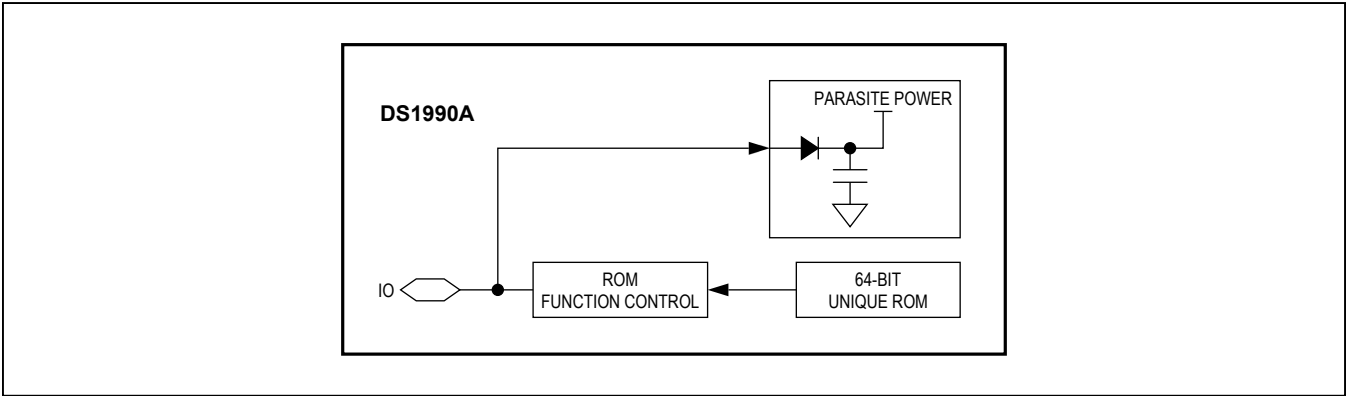 DS1990A
PARASITE POWER
IO
ROM
FUNCTION CONTROL
64-BIT
UNIQUE ROM